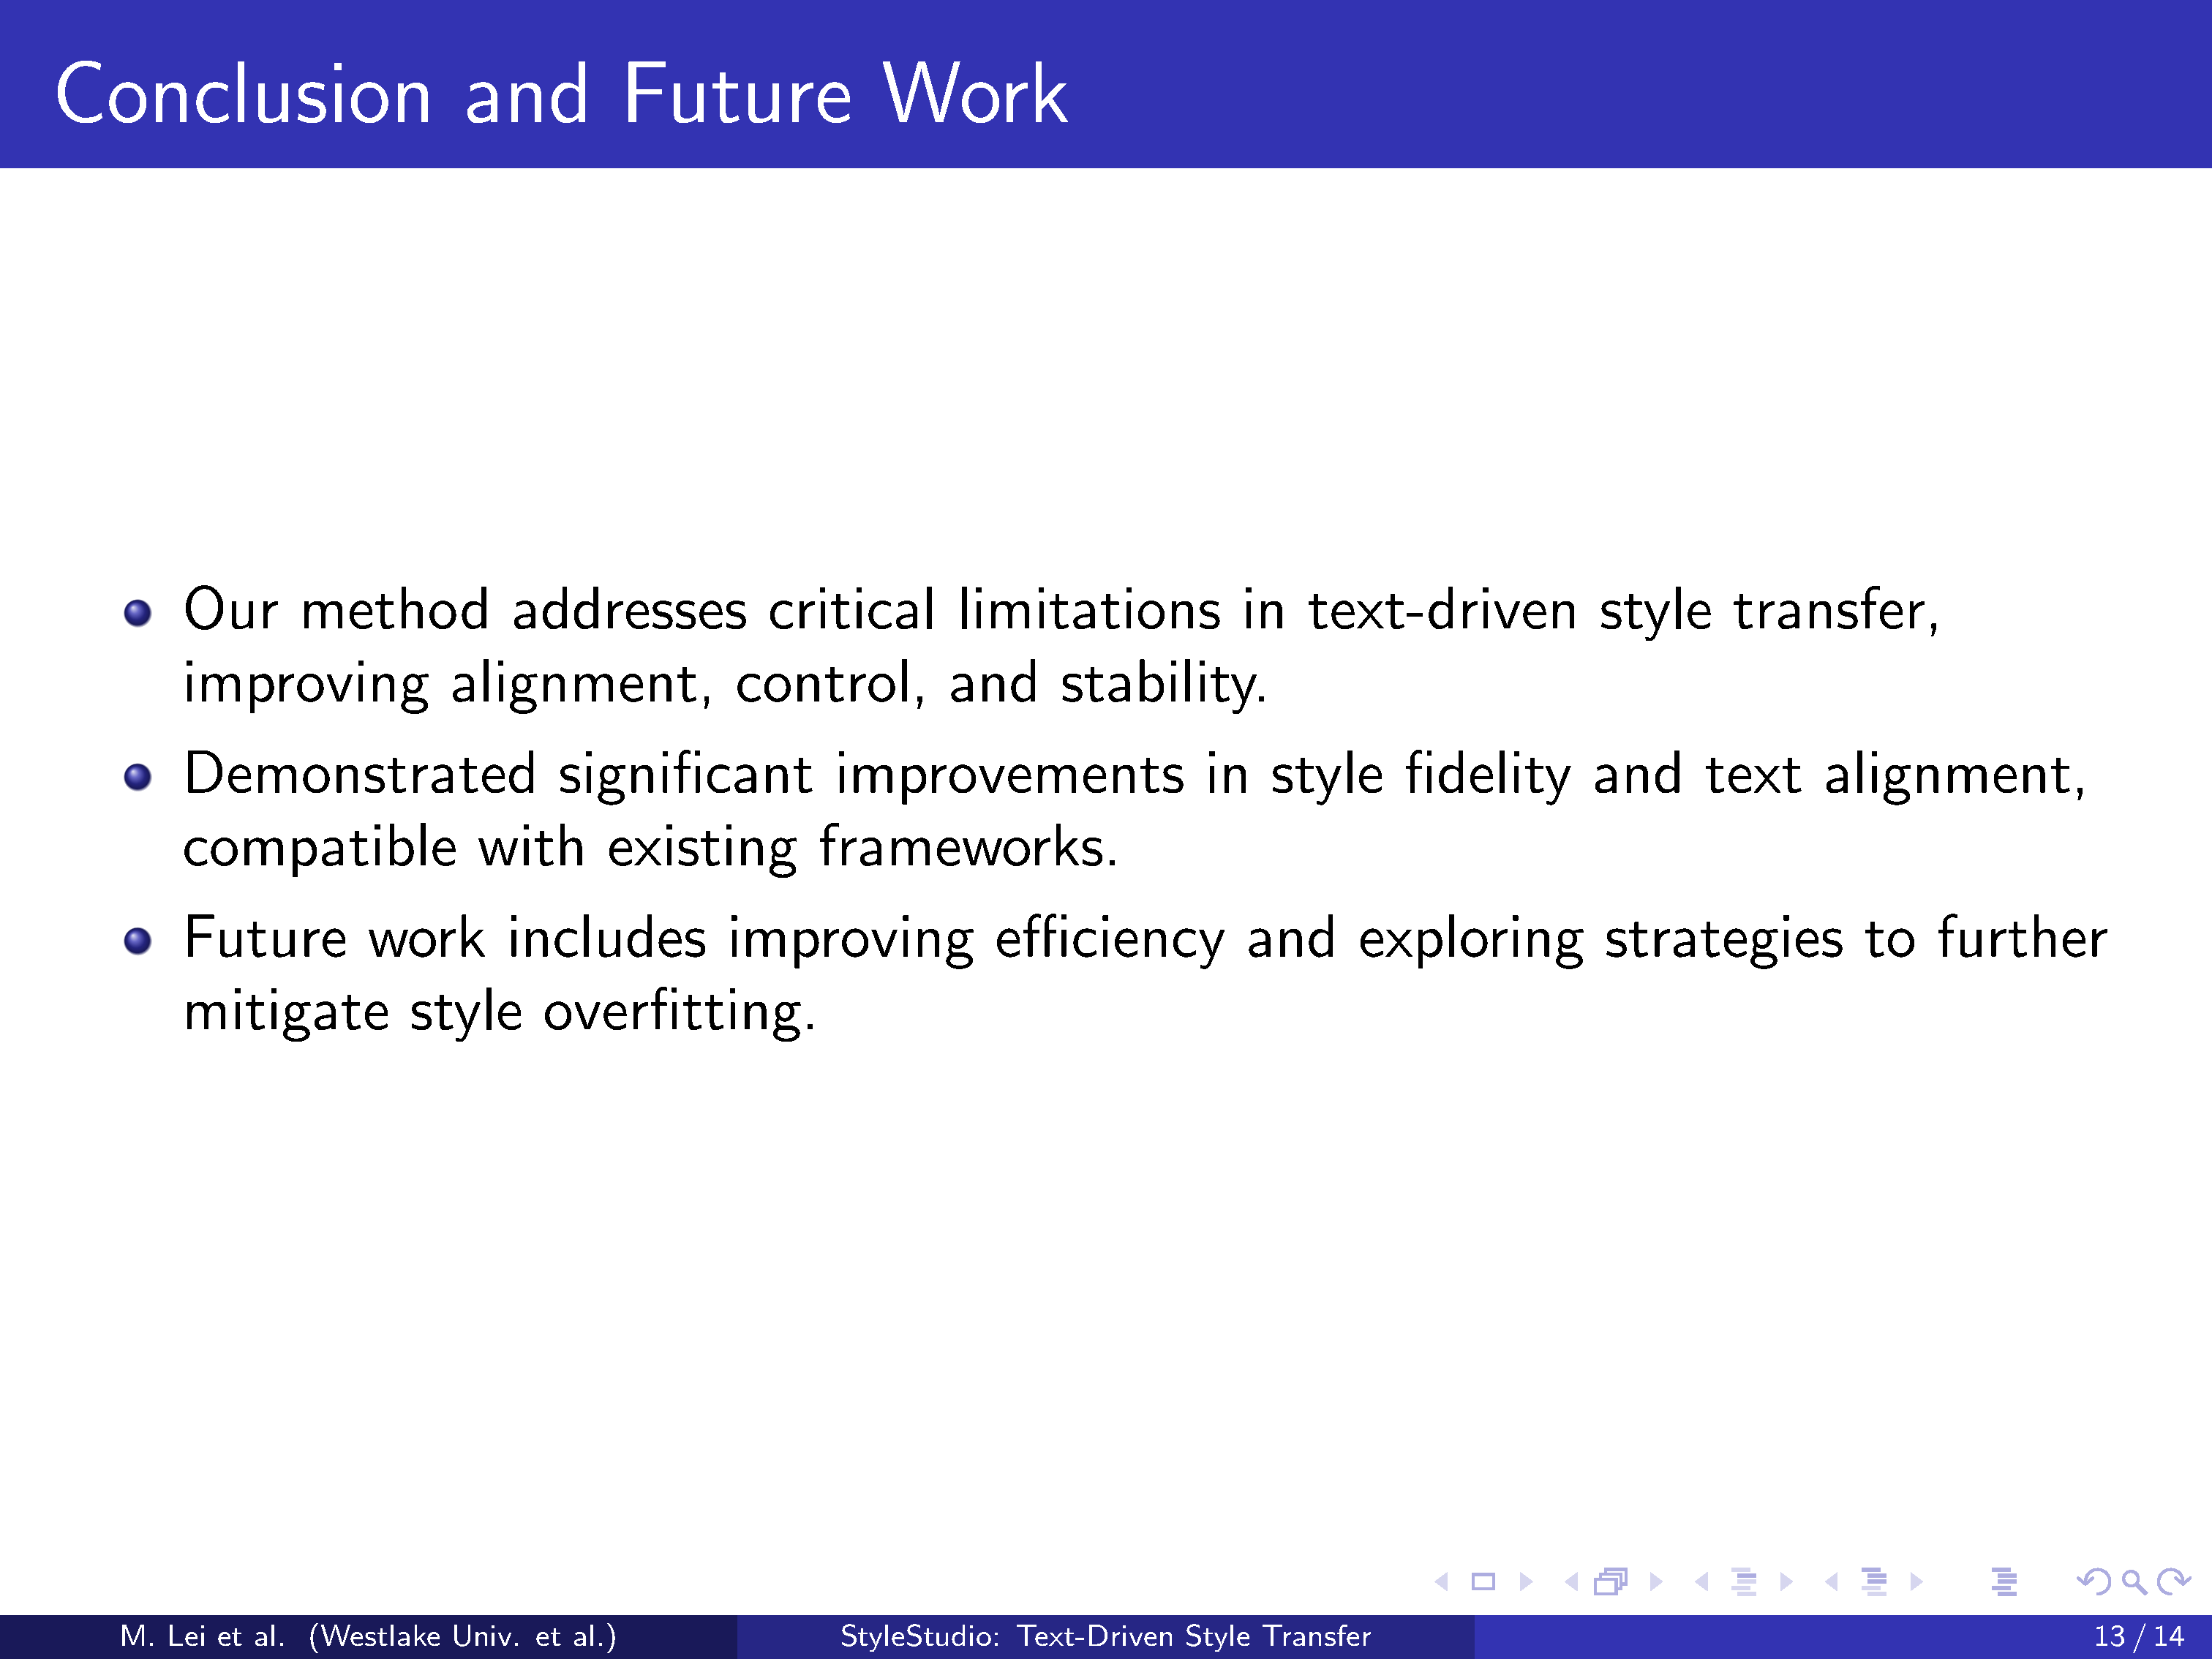 Conclusion and Future Work
Our method addresses critical limitations in text-driven style transfer,
improving alignment, control, and stability.
Demonstrated significant improvements in style fidelity and text alignment,
compatible with existing frameworks.
Future work includes improving efficiency and exploring strategies to further
mitigate style overfitting.
M. Lei et al. (Westlake Univ. et al.)
StyleStudio: Text-Driven Style Transfer
13 / 14